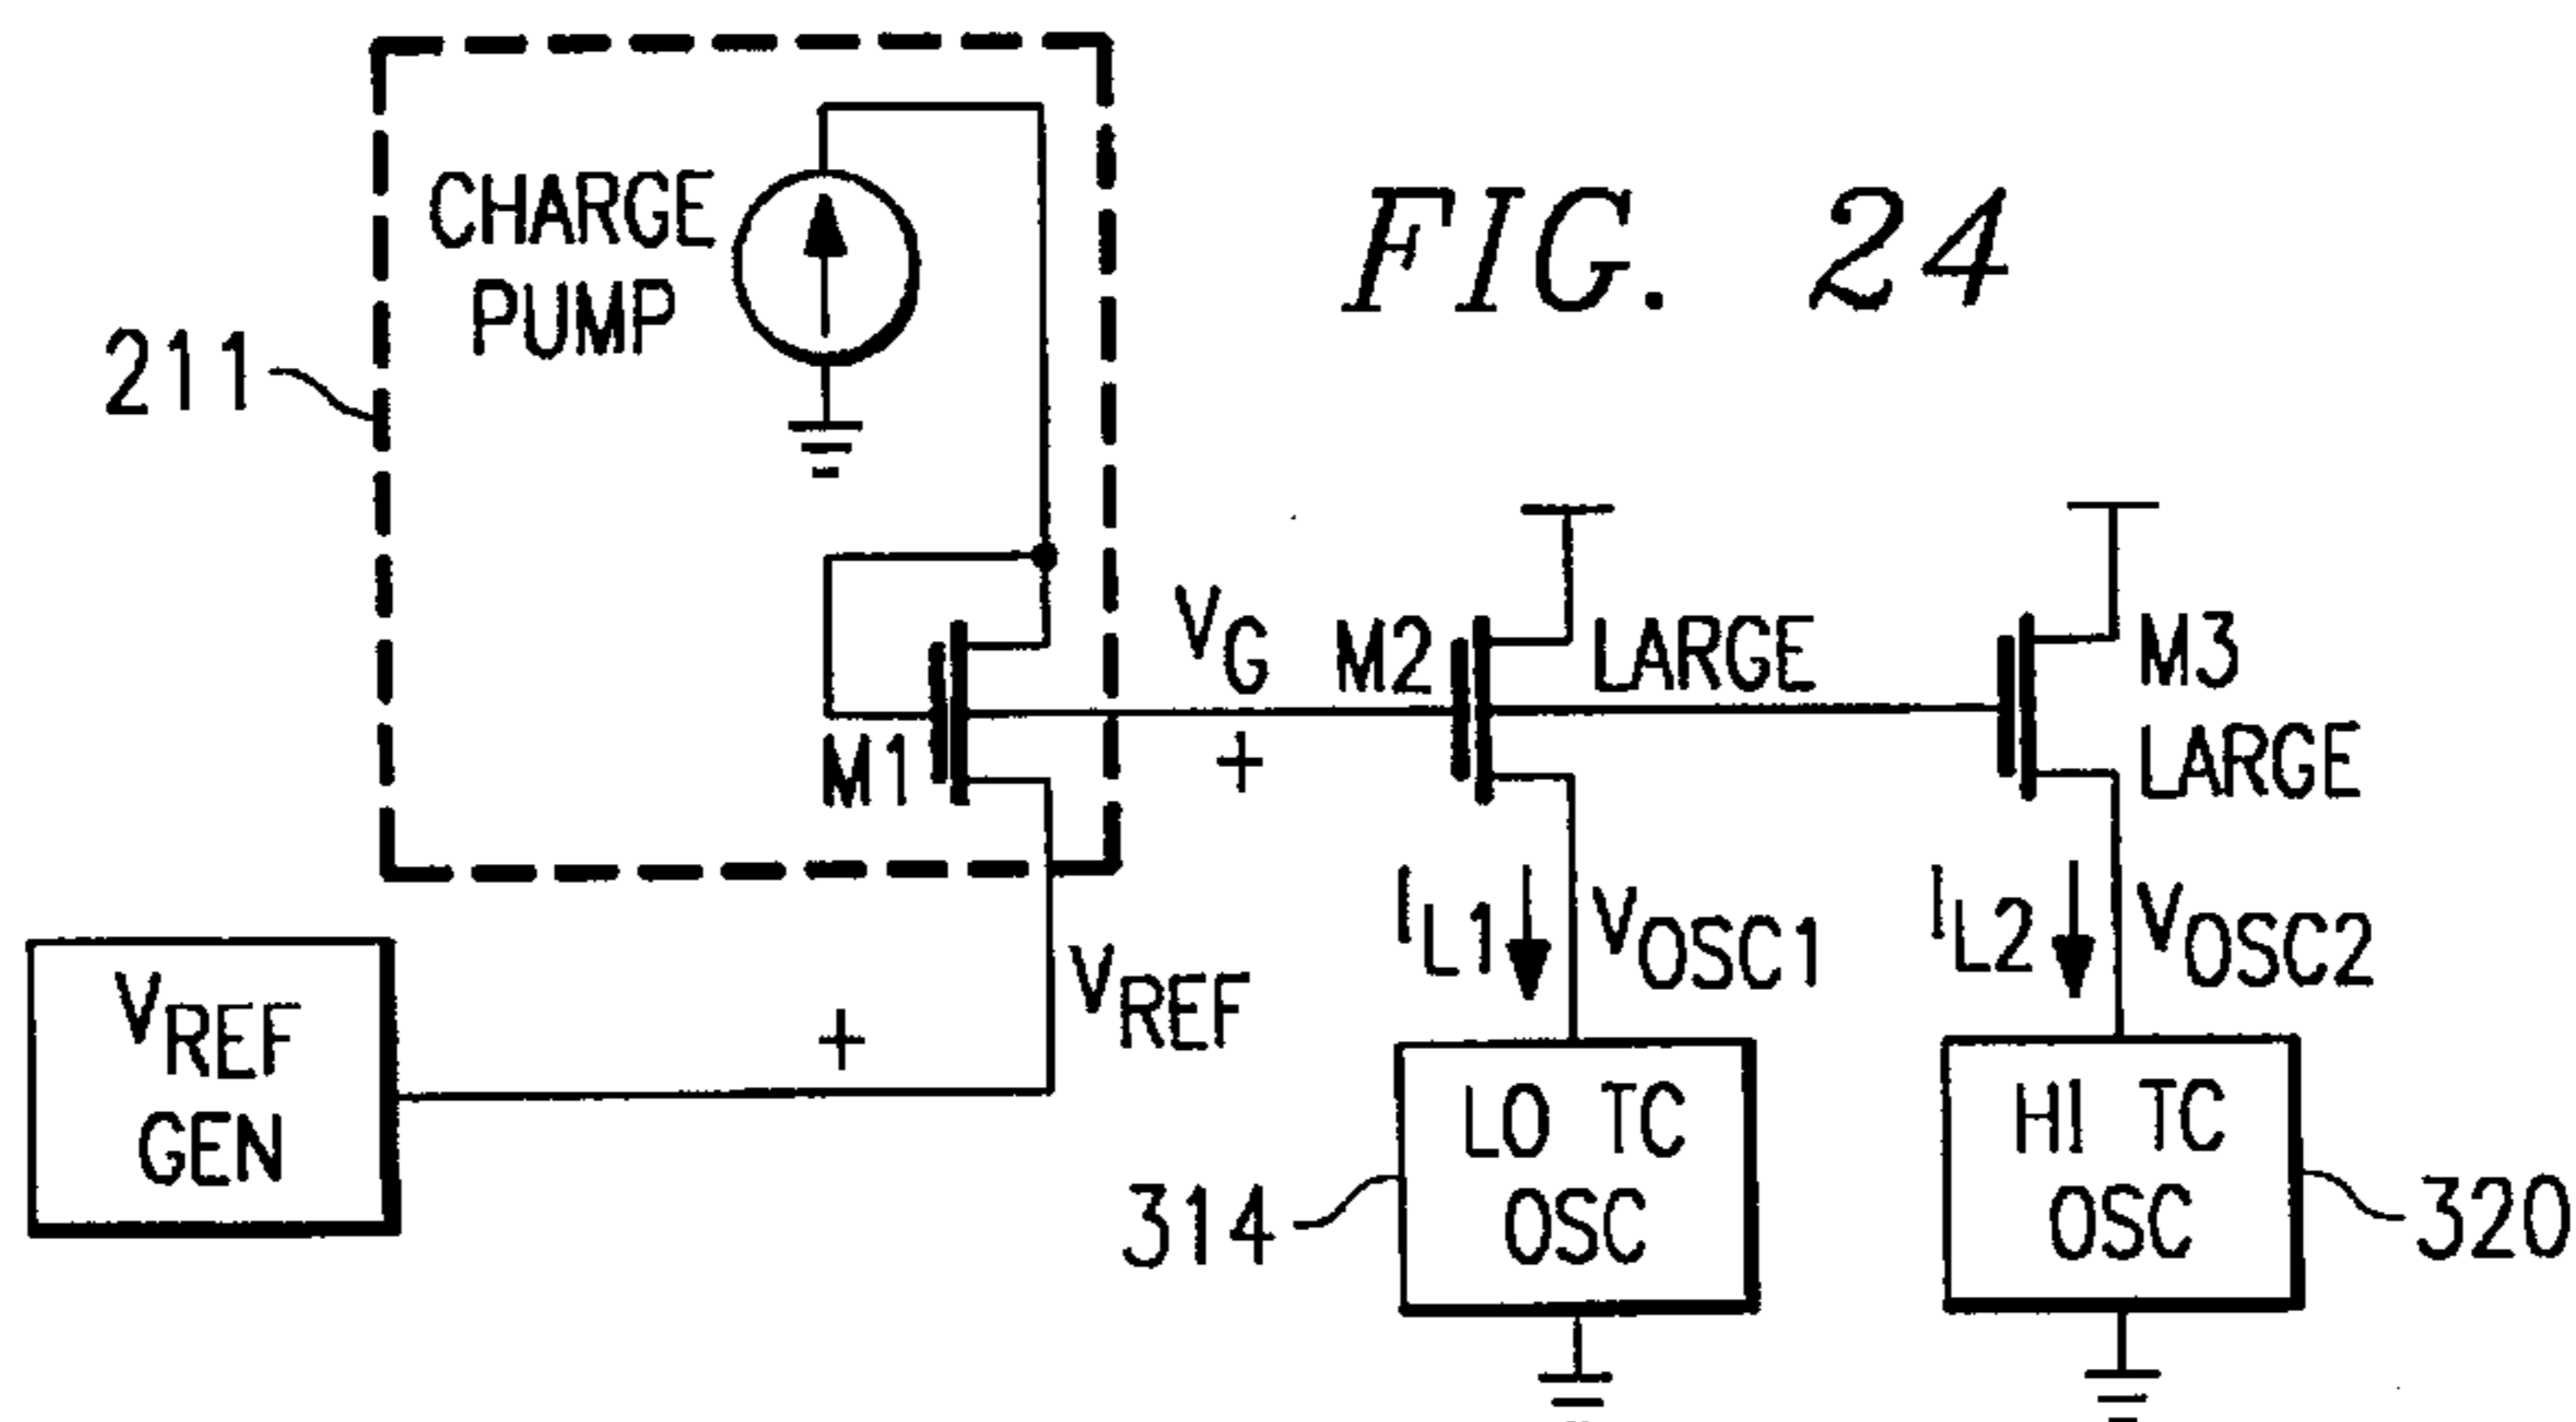 FIG. 24
CHARGE
PUMP
211
M1
VG
+
M2
LARGE
M3
LARGE
VREF
GEN
+
VREF
IL1
VOSC1
IL2
VOSC2
LO TC
OSC
314
HI TC
OSC
320